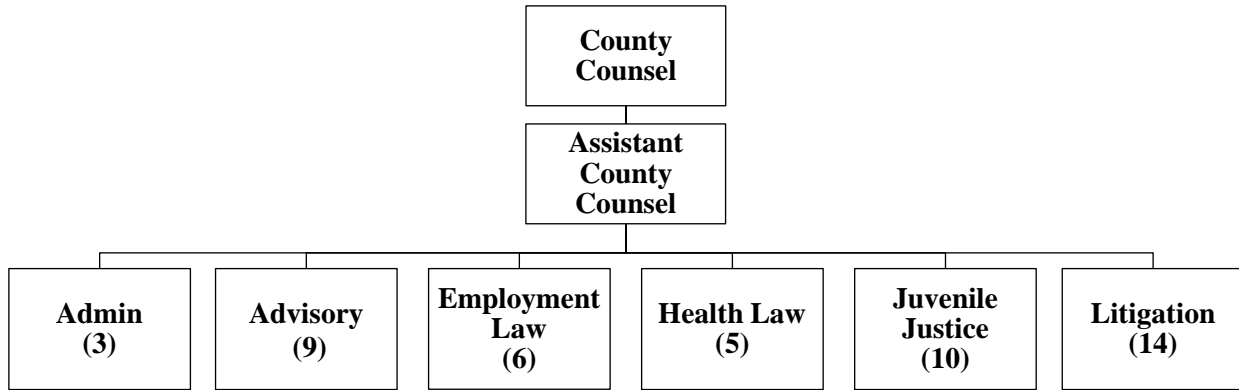 County
Counsel
Assistant
County
Counsel
Admin
(3)
Advisory
(9)
Employment
Law
(6)
Health Law
(5)
Juvenile
Justice
(10)
Litigation
(14)